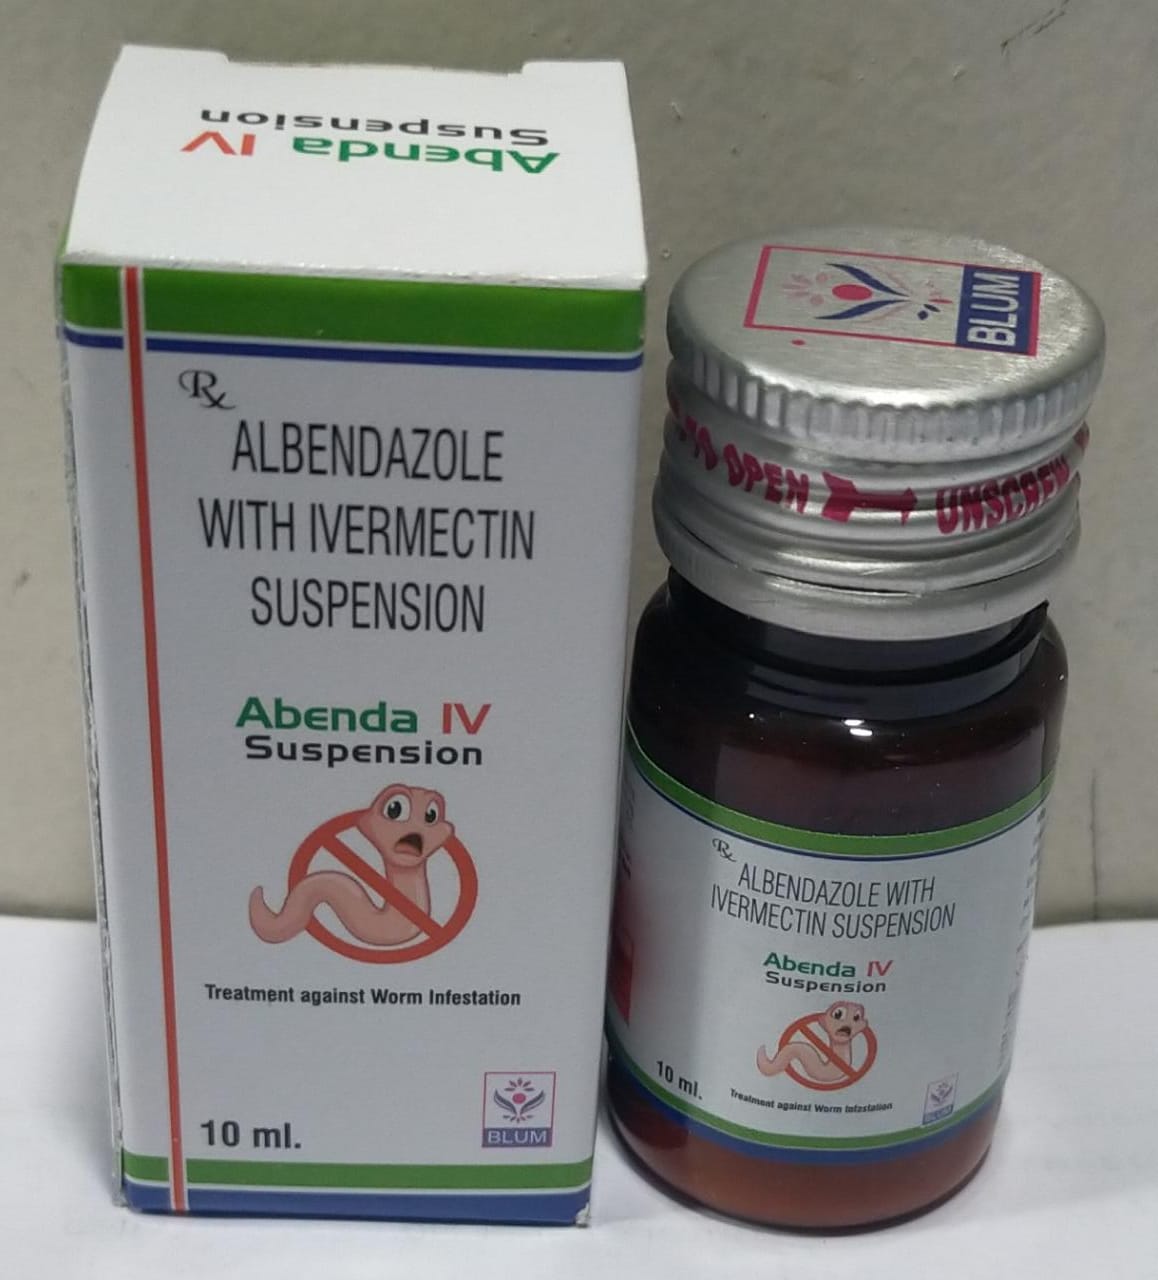 Abenda IV
Suspension
Rx
ALBENDAZOLE
WITH IVERMECTIN
SUSPENSION
Abenda IV
Suspension
Treatment against Worm Infestation
10 ml.
BLUM
BLUM
TO OPEN UNSCREW
Rx
ALBENDAZOLE WITH
IVERMECTIN SUSPENSION
Abenda IV
Suspension
10 ml.
Treatment against Worm Infestation
BLUM